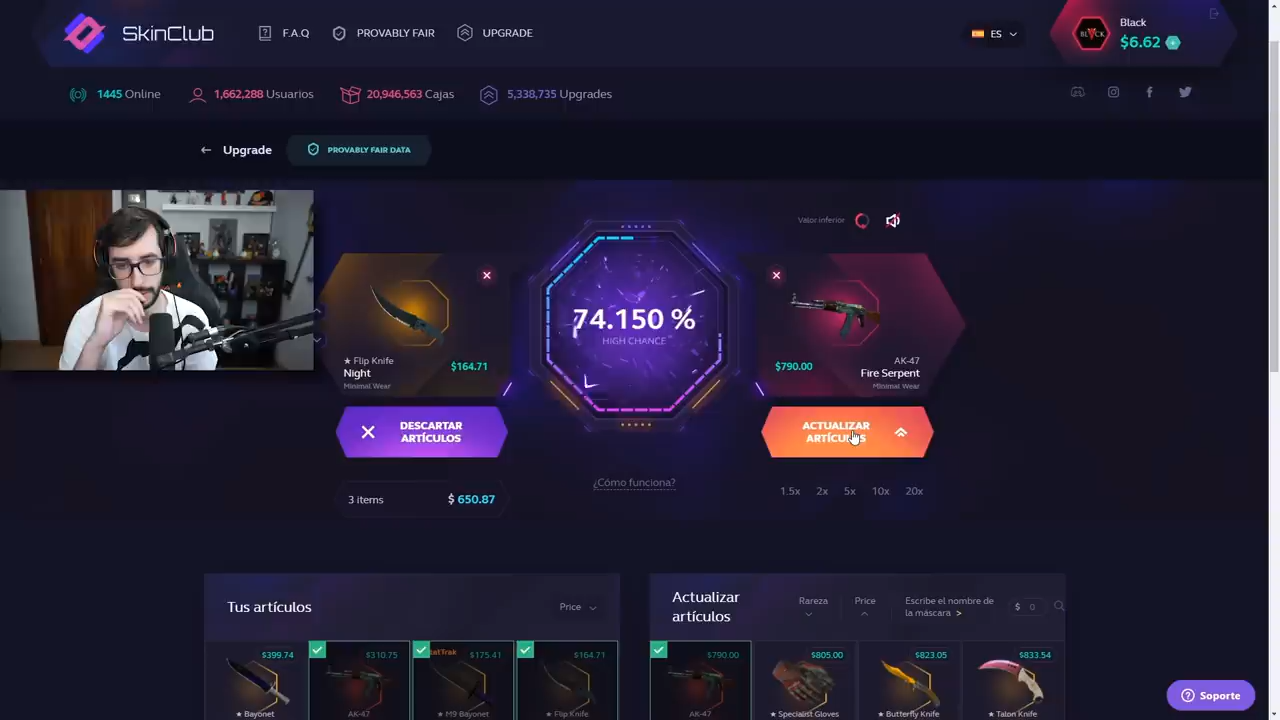 SkinClub
F.A.Q
PROVABLY FAIR
UPGRADE
ES
BLVCK
Black
$6.62
1445 Online
1,662,288 Usuarios
20,946,563 Cajas
5,338,735 Upgrades
Upgrade
PROVABLY FAIR DATA
Valor inferior
74.150 %
HIGH CHANCE
★ Flip Knife
Night
Minimal Wear
$164.71
$790.00
AK-47
Fire Serpent
Minimal Wear
DESCARTAR
ARTÍCULOS
ACTUALIZAR
ARTÍCULOS
3 items
$ 650.87
¿Cómo funciona?
1.5x 2x 5x 10x 20x
Tus artículos
Price
Actualizar
artículos
Rareza
Price
Escribe el nombre de
la máscara >
$ 0
$399.74
$310.75
$175.41
$164.71
$790.00
$805.00
$823.05
$833.54
★ Bayonet
AK-47
★ M9 Bayonet
★ Flip Knife
AK-47
★ Specialist Gloves
★ Butterfly Knife
★ Talon Knife
Soporte